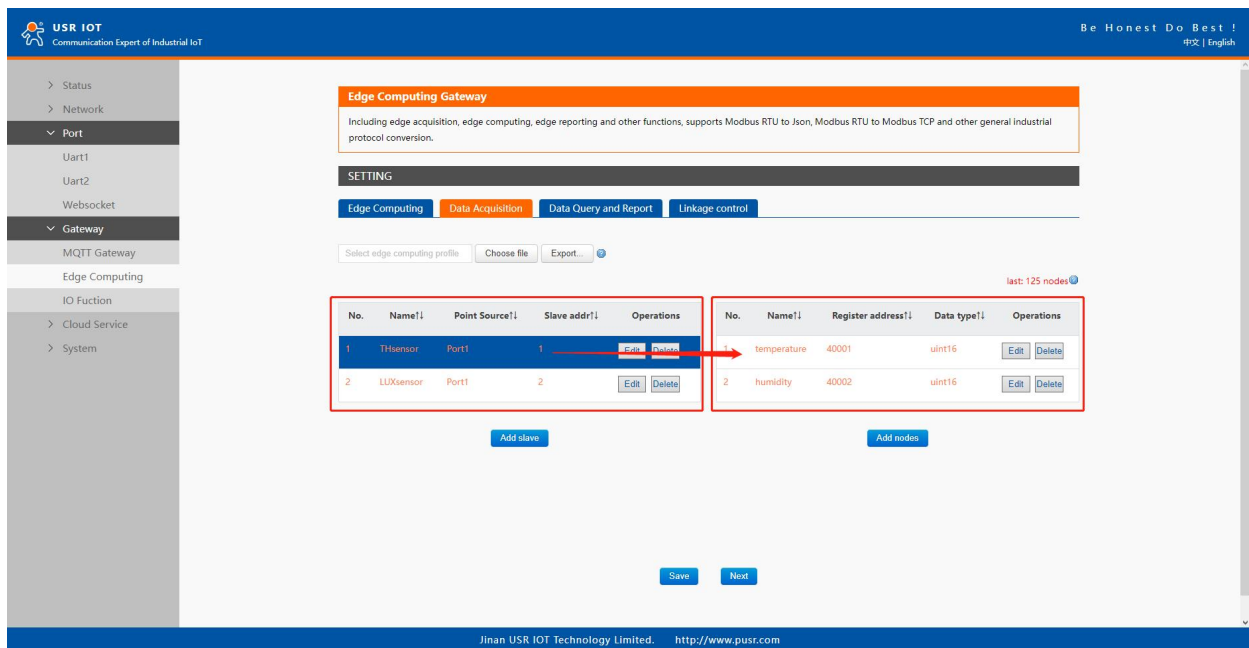 USR IOT
Communication Expert of Industrial IoT
Be Honest Do Best !
中文 | English
Status
Network
Port
Uart1
Uart2
Websocket
Gateway
MQTT Gateway
Edge Computing
IO Fuction
Cloud Service
System
Edge Computing Gateway
Including edge acquisition, edge computing, edge reporting and other functions, supports Modbus RTU to Json, Modbus RTU to Modbus TCP and other general industrial
protocol conversion.
SETTING
Edge Computing Data Acquisition Data Query and Report Linkage control
Select edge computing profile Choose file Export...
last: 125 nodes
No. Name↑↓ Point Source↑↓ Slave addr↑↓ Operations
1 THsensor Port1 1 Edit Delete
2 LUXsensor Port1 2 Edit Delete
Add slave
No. Name↑↓ Register address↑↓ Data type↑↓ Operations
1 temperature 40001 uint16 Edit Delete
2 humidity 40002 uint16 Edit Delete
Add nodes
Save Next
Jinan USR IOT Technology Limited. http://www.pusr.com